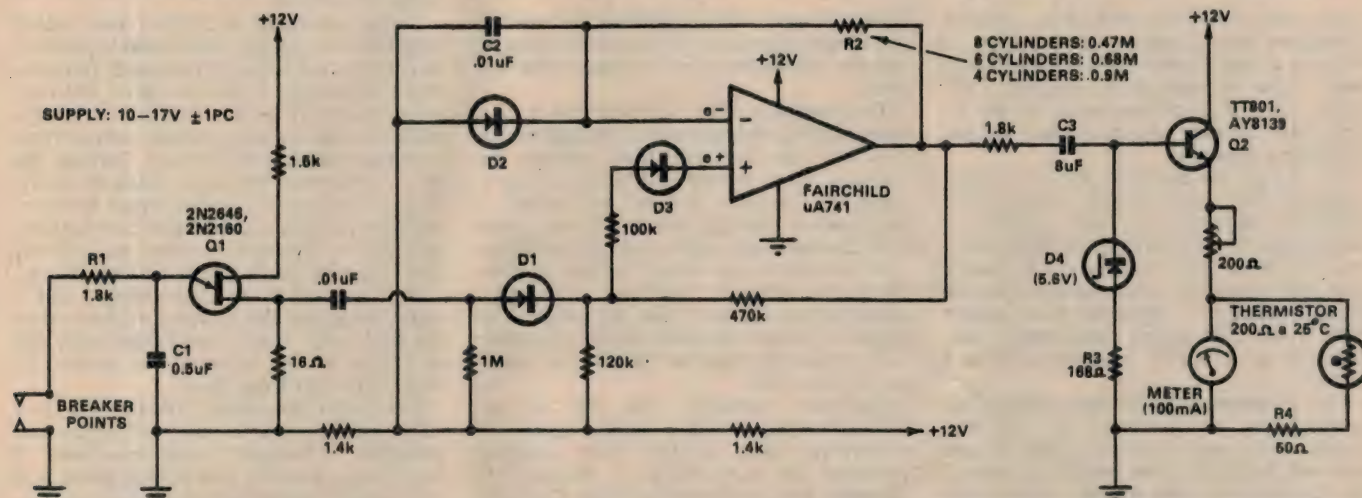 +12V
SUPPLY: 10–17V ±1PC
1.5k
2N2646,
2N2160
Q1
R1
1.8k
C1
0.5uF
BREAKER
POINTS
16Ω
.01uF
1.4k
C2
.01uF
D2
D1
1M
120k
100k
D3
e-
e+
+12V
FAIRCHILD
uA741
470k
1.4k
+12V
R2
8 CYLINDERS: 0.47M
6 CYLINDERS: 0.68M
4 CYLINDERS: 0.9M
1.8k
C3
8uF
+12V
TT801,
AY8139
Q2
200Ω
D4
(5.6V)
R3
168Ω
THERMISTOR
200Ω a 25°C
METER
(100mA)
R4
50Ω